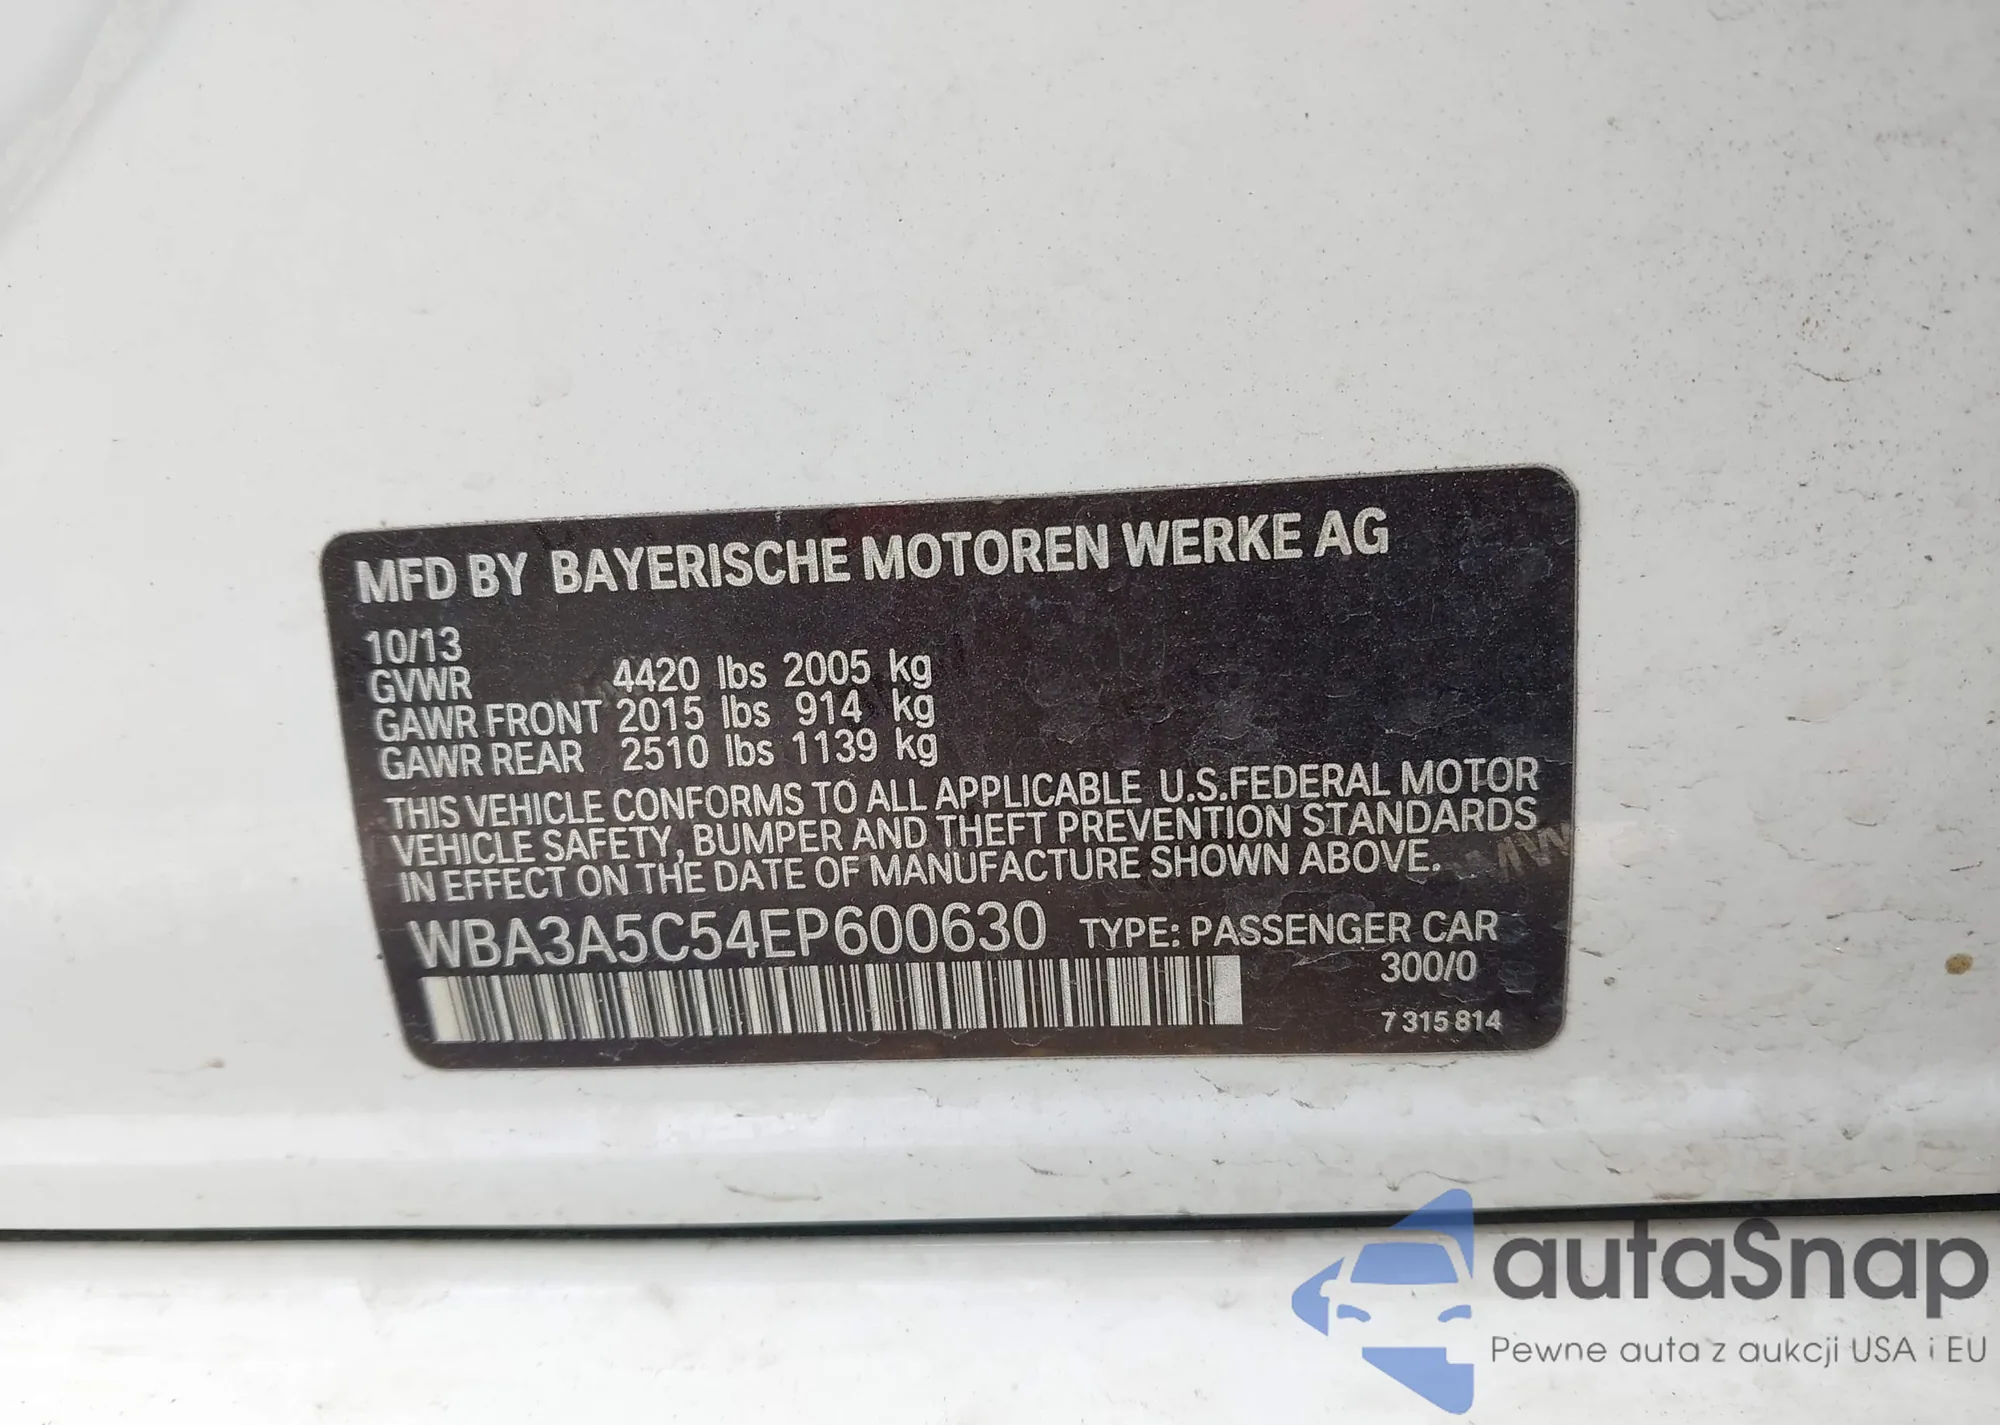 MFD BY BAYERISCHE MOTOREN WERKE AG
10/13
GVWR 4420 lbs 2005 kg
GAWR FRONT 2015 lbs 914 kg
GAWR REAR 2510 lbs 1139 kg
THIS VEHICLE CONFORMS TO ALL APPLICABLE U.S.FEDERAL MOTOR
VEHICLE SAFETY, BUMPER AND THEFT PREVENTION STANDARDS
IN EFFECT ON THE DATE OF MANUFACTURE SHOWN ABOVE.
WBA3A5C54EP600630 TYPE: PASSENGER CAR
300/0
7 315 814
autaSnap
Pewne auta z aukcji USA i EU